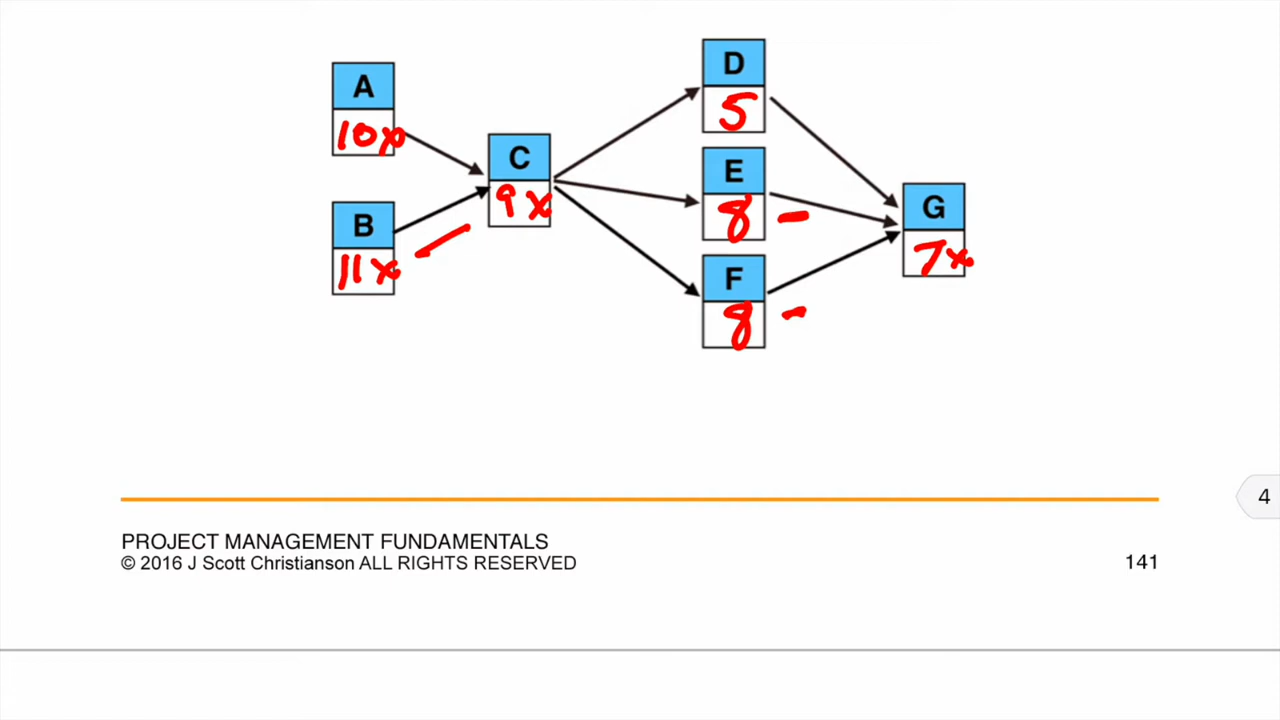 A
10x
B
11x
C
9x
D
5
E
8 -
F
8 -
G
7x
4
PROJECT MANAGEMENT FUNDAMENTALS
© 2016 J Scott Christianson ALL RIGHTS RESERVED
141